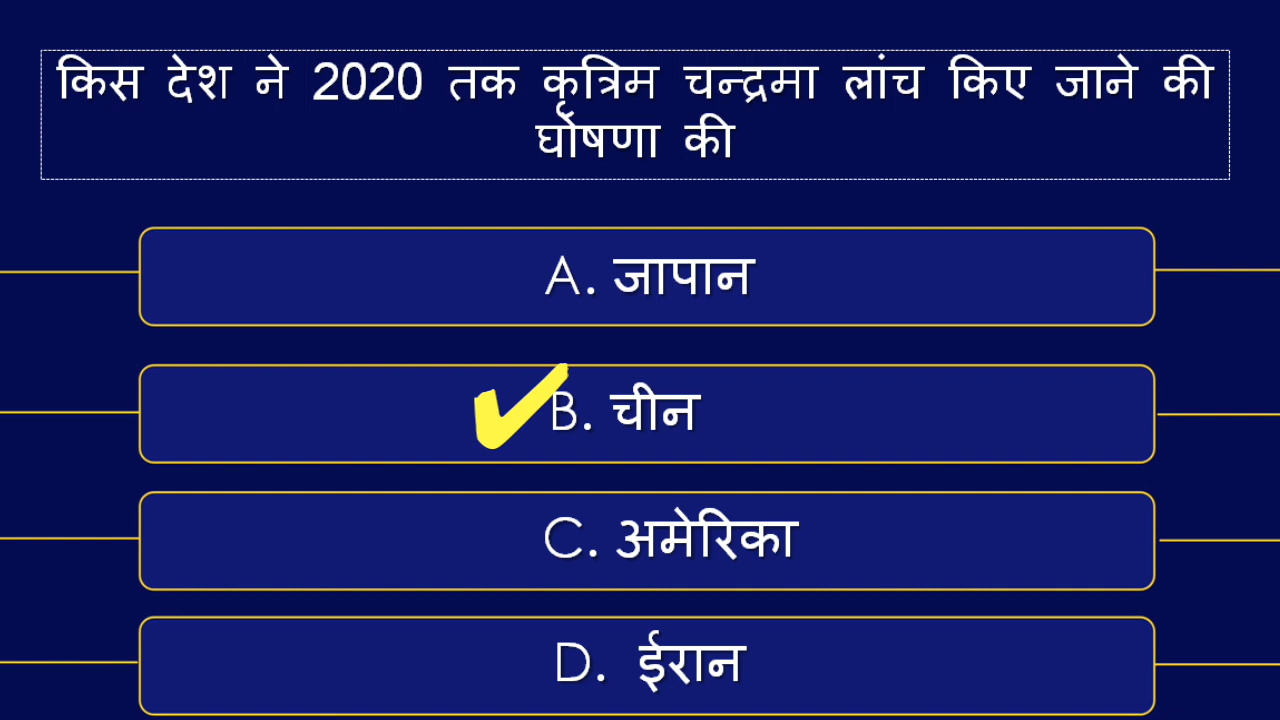 किस देश ने 2020 तक कृत्रिम चन्द्रमा लांच किए जाने की
घोषणा की
A. जापान
B. चीन
C. अमेरिका
D. ईरान